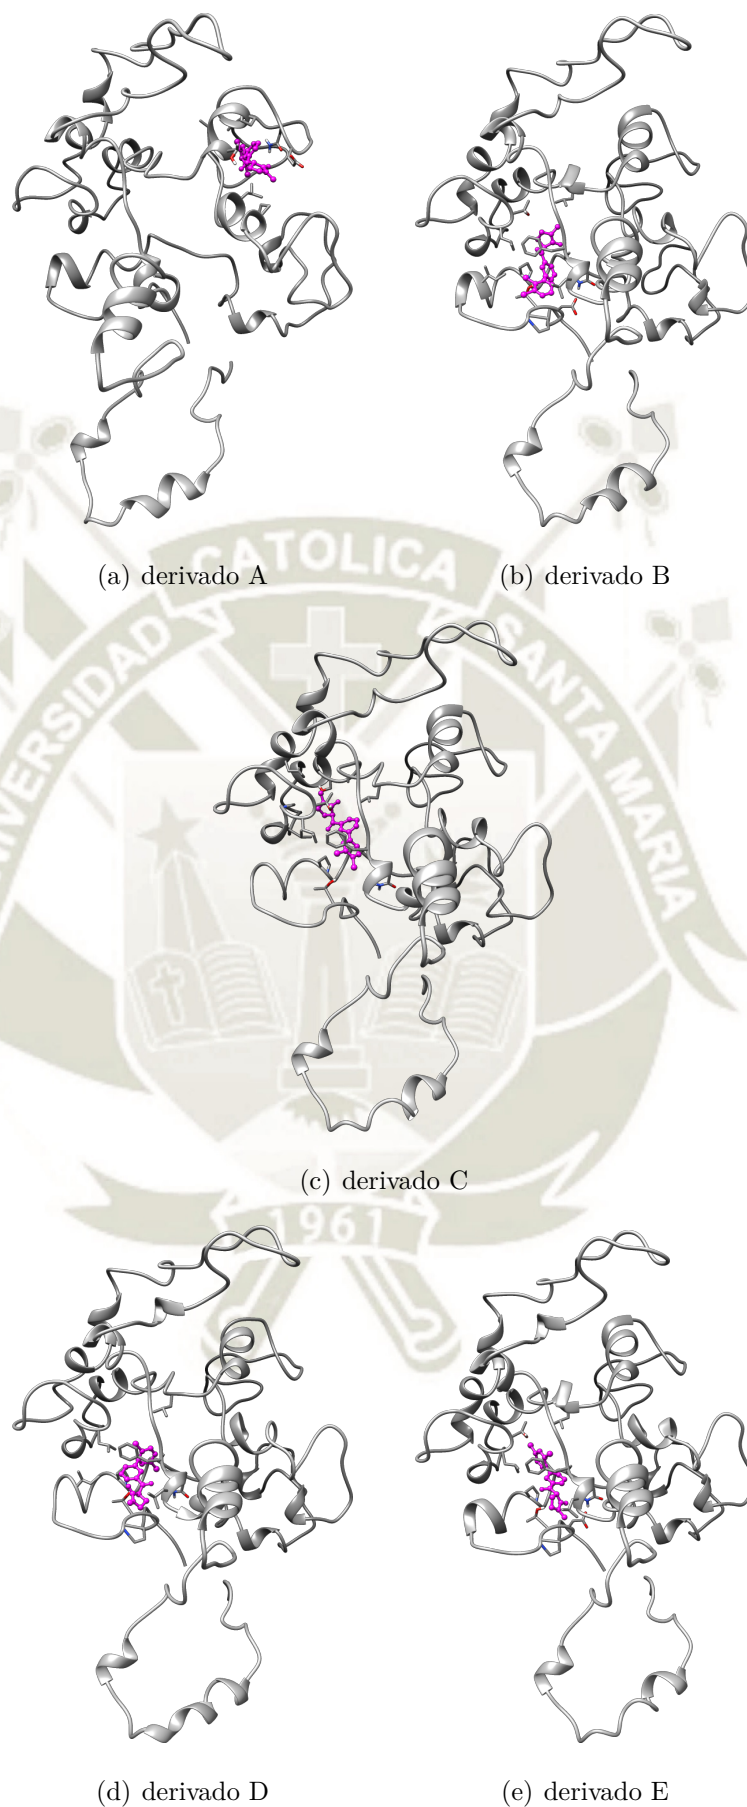 (a) derivado A
(b) derivado B
UNIVERSIDAD CATOLICA SANTA MARIA
(c) derivado C
1961
(d) derivado D
(e) derivado E